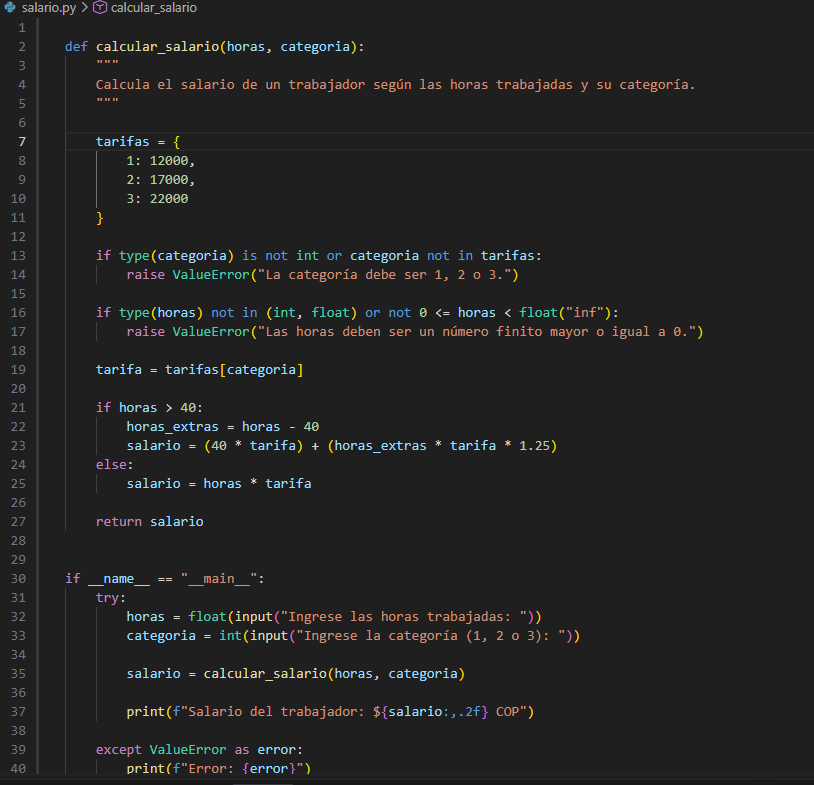 salario.py > calcular_salario
1
2 def calcular_salario(horas, categoria):
3     """
4     Calcula el salario de un trabajador según las horas trabajadas y su categoría.
5     """
6
7     tarifas = {
8         1: 12000,
9         2: 17000,
10         3: 22000
11     }
12
13     if type(categoria) is not int or categoria not in tarifas:
14         raise ValueError("La categoría debe ser 1, 2 o 3.")
15
16     if type(horas) not in (int, float) or not 0 <= horas < float("inf"):
17         raise ValueError("Las horas deben ser un número finito mayor o igual a 0.")
18
19     tarifa = tarifas[categoria]
20
21     if horas > 40:
22         horas_extras = horas - 40
23         salario = (40 * tarifa) + (horas_extras * tarifa * 1.25)
24     else:
25         salario = horas * tarifa
26
27     return salario
28
29
30 if __name__ == "__main__":
31     try:
32         horas = float(input("Ingrese las horas trabajadas: "))
33         categoria = int(input("Ingrese la categoría (1, 2 o 3): "))
34
35         salario = calcular_salario(horas, categoria)
36
37         print(f"Salario del trabajador: ${salario:,.2f} COP")
38
39     except ValueError as error:
40         print(f"Error: {error}")